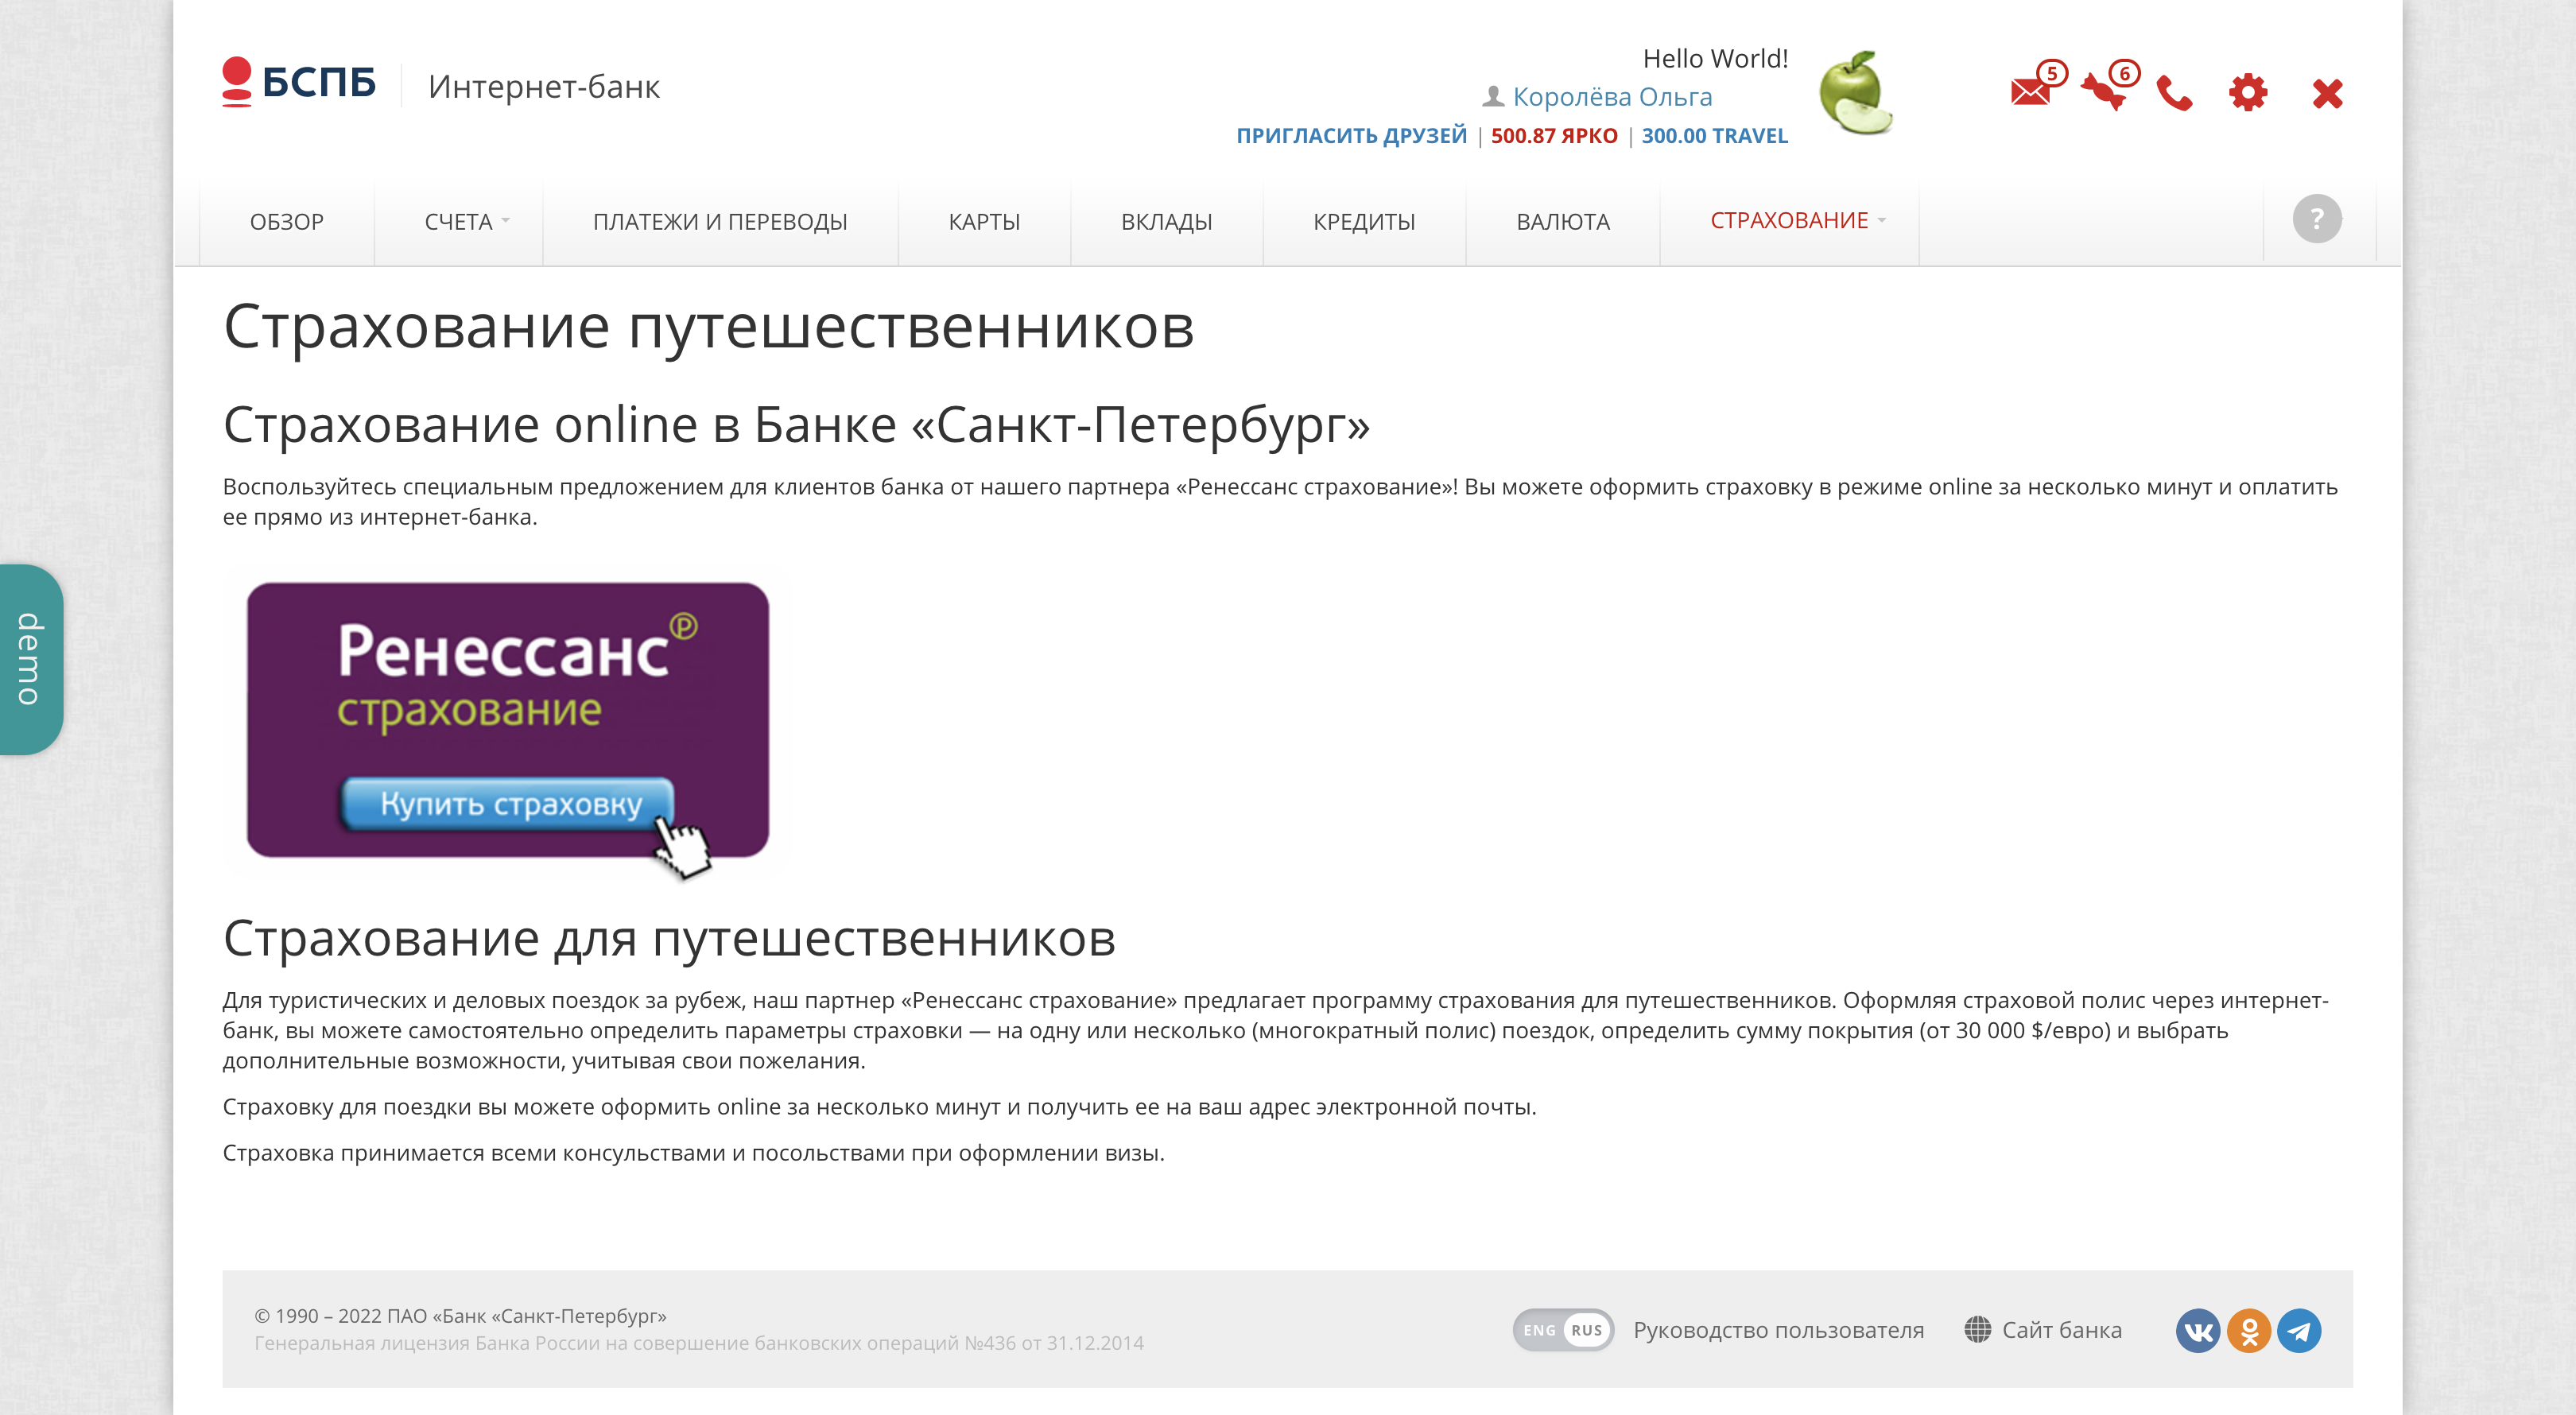 БСПБ
Интернет-банк
Hello World!
Королёва Ольга
ПРИГЛАСИТЬ ДРУЗЕЙ | 500.87 ЯРКО | 300.00 TRAVEL
5
6
ОБЗОР
СЧЕТА
ПЛАТЕЖИ И ПЕРЕВОДЫ
КАРТЫ
ВКЛАДЫ
КРЕДИТЫ
ВАЛЮТА
СТРАХОВАНИЕ
?
Страхование путешественников
Страхование online в Банке «Санкт-Петербург»
Воспользуйтесь специальным предложением для клиентов банка от нашего партнера «Ренессанс страхование»! Вы можете оформить страховку в режиме online за несколько минут и оплатить
ее прямо из интернет-банка.
demo
Ренессанс ℗
страхование
Купить страховку
Страхование для путешественников
Для туристических и деловых поездок за рубеж, наш партнер «Ренессанс страхование» предлагает программу страхования для путешественников. Оформляя страховой полис через интернет-
банк, вы можете самостоятельно определить параметры страховки — на одну или несколько (многократный полис) поездок, определить сумму покрытия (от 30 000 $/евро) и выбрать
дополнительные возможности, учитывая свои пожелания.
Страховку для поездки вы можете оформить online за несколько минут и получить ее на ваш адрес электронной почты.
Страховка принимается всеми консульствами и посольствами при оформлении визы.
© 1990 – 2022 ПАО «Банк «Санкт-Петербург»
Генеральная лицензия Банка России на совершение банковских операций №436 от 31.12.2014
ENG RUS
Руководство пользователя
Сайт банка